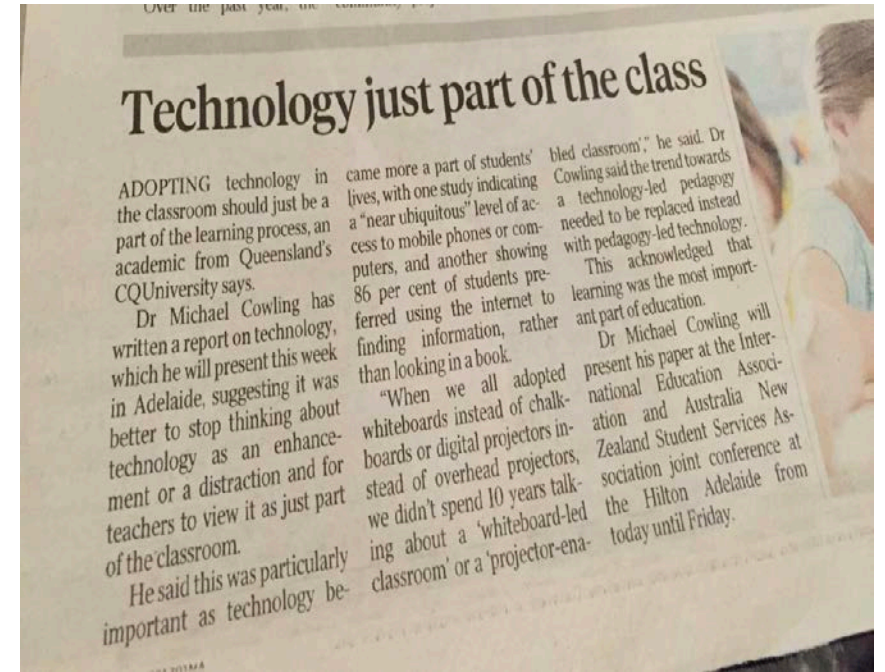 Over the past year, the
Technology just part of the class
ADOPTING technology in
the classroom should just be a
part of the learning process, an
academic from Queensland's
CQUniversity says.
Dr Michael Cowling has
written a report on technology,
which he will present this week
in Adelaide, suggesting it was
better to stop thinking about
technology as an enhance-
ment or a distraction and for
teachers to view it as just part
of the classroom.
He said this was particularly
important as technology be-
came more a part of students'
lives, with one study indicating
a "near ubiquitous" level of ac-
cess to mobile phones or com-
puters, and another showing
86 per cent of students pre-
ferred using the internet to
finding information, rather
than looking in a book.
"When we all adopted
whiteboards instead of chalk-
boards or digital projectors in-
stead of overhead projectors,
we didn't spend 10 years talk-
ing about a 'whiteboard-led
classroom' or a 'projector-ena-
bled classroom'," he said. Dr
Cowling said the trend towards
a technology-led pedagogy
needed to be replaced instead
with pedagogy-led technology.
This acknowledged that
learning was the most import-
ant part of education.
Dr Michael Cowling will
present his paper at the Inter-
national Education Associ-
ation and Australia New
Zealand Student Services As-
sociation joint conference at
the Hilton Adelaide from
today until Friday.